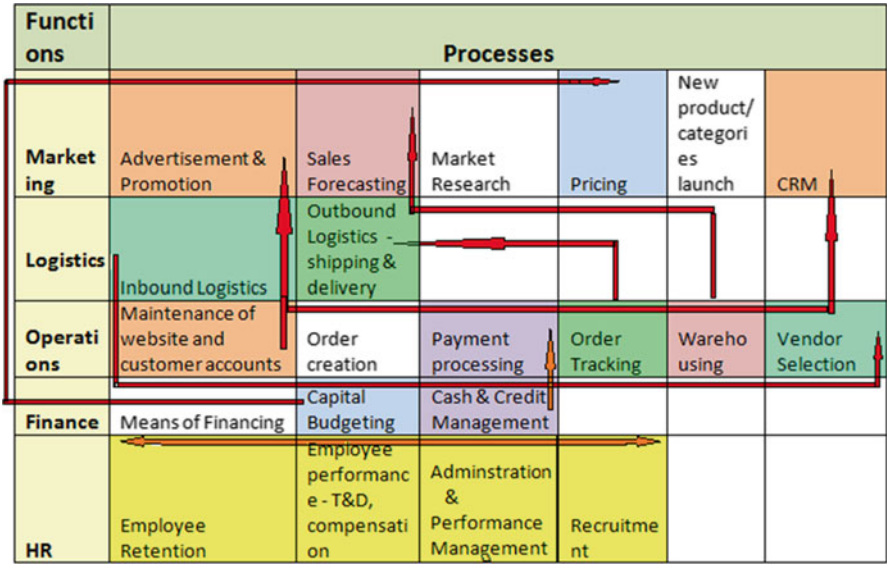 Functi
ons
Processes
Market
ing
Advertisement &
Promotion
Sales
Forecasting
Market
Research
Pricing
New
product/
categori
es
launch
CRM
Logistics
Inbound Logistics
Outbound
Logistics -
shipping &
delivery
Operati
ons
Maintenance of
website and
customer accounts
Order
creation
Payment
processing
Order
Tracking
Wareho
using
Vendor
Selection
Finance
Means of Financing
Capital
Budgeting
Cash & Credit
Management
HR
Employee
Retention
Employee
performanc
e - T&D,
compensati
on
Adminstration
&
Performance
Management
Recruitme
nt